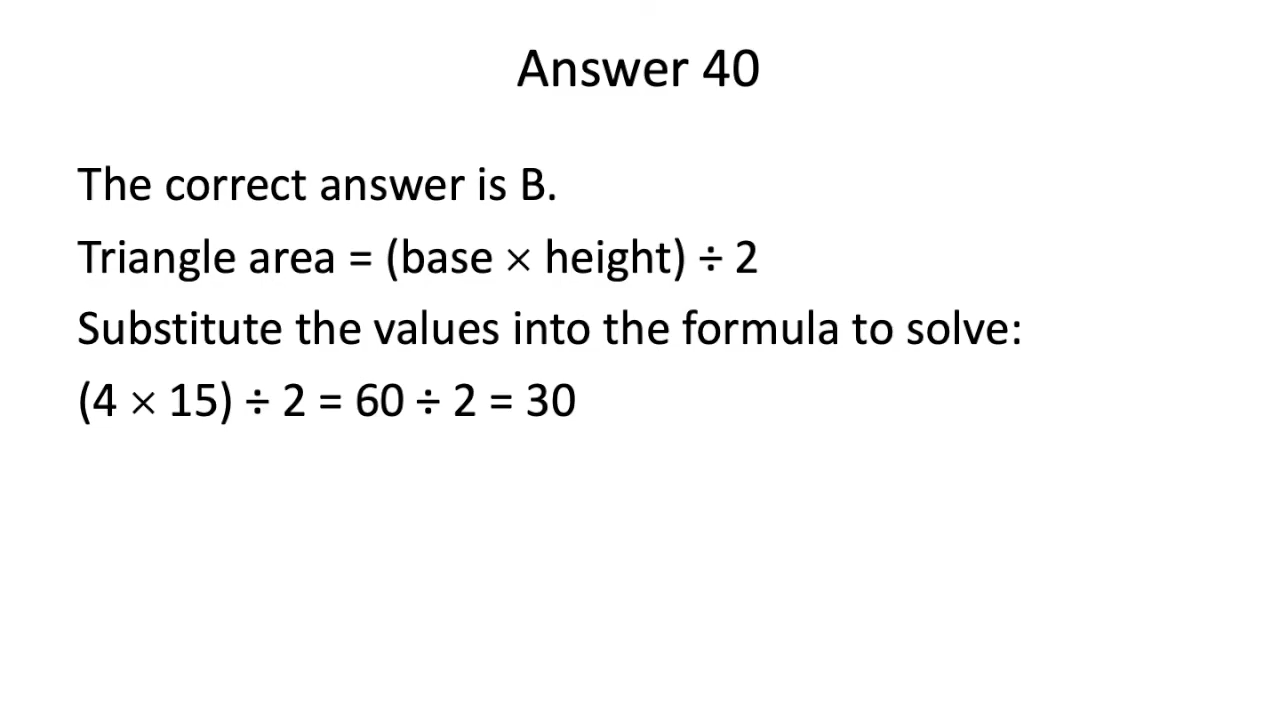 Answer 40
The correct answer is B.
Triangle area = (base × height) ÷ 2
Substitute the values into the formula to solve:
(4 × 15) ÷ 2 = 60 ÷ 2 = 30